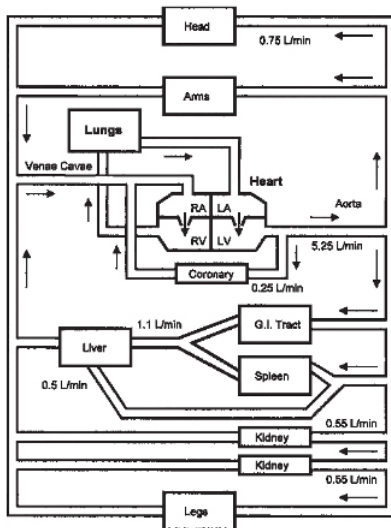 Head
0.75 L/min
Arms
Lungs
Venae Cavae
Heart
RA LA
Aorta
RV LV
5.25 L/min
Coronary
0.25 L/min
1.1 L/min
G.I. Tract
Liver
Spleen
0.5 L/min
0.55 L/min
Kidney
Kidney
0.55 L/min
Legs